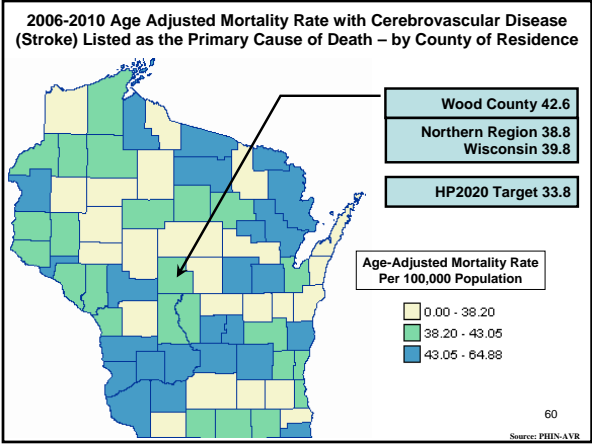 2006-2010 Age Adjusted Mortality Rate with Cerebrovascular Disease
(Stroke) Listed as the Primary Cause of Death – by County of Residence
Wood County 42.6
Northern Region 38.8
Wisconsin 39.8
HP2020 Target 33.8
Age-Adjusted Mortality Rate
Per 100,000 Population
0.00 - 38.20
38.20 - 43.05
43.05 - 64.88
60
Source: PHIN-AVR